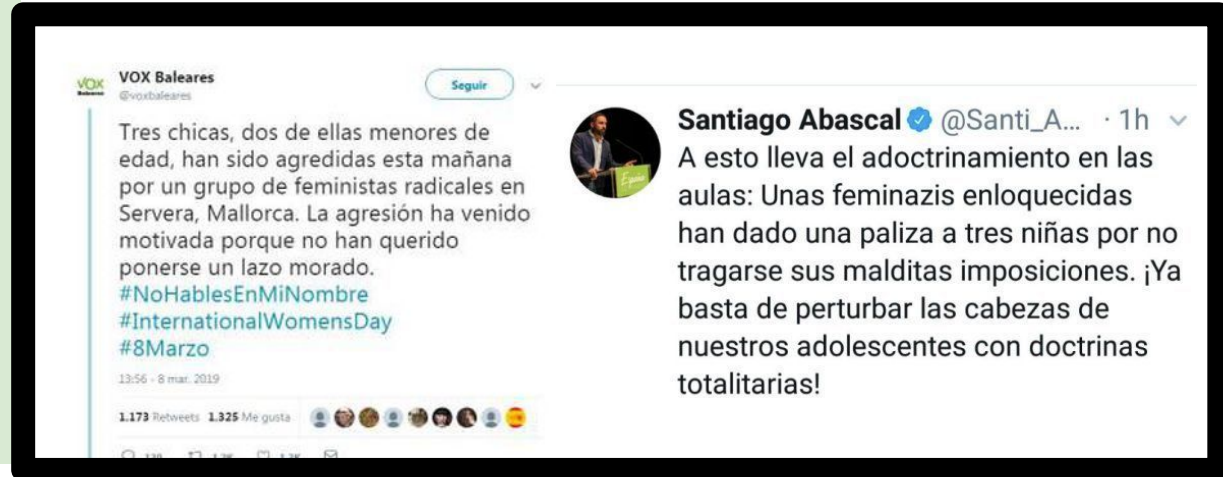 VOX Baleares
@voxbaleares
Seguir
Tres chicas, dos de ellas menores de
edad, han sido agredidas esta mañana
por un grupo de feministas radicales en
Servera, Mallorca. La agresión ha venido
motivada porque no han querido
ponerse un lazo morado.
#NoHablesEnMiNombre
#InternationalWomensDay
#8Marzo
13:56 - 8 mar. 2019
1.173 Retweets 1.325 Me gusta
Santiago Abascal @Santi_A... · 1h
A esto lleva el adoctrinamiento en las
aulas: Unas feminazis enloquecidas
han dado una paliza a tres niñas por no
tragarse sus malditas imposiciones. ¡Ya
basta de perturbar las cabezas de
nuestros adolescentes con doctrinas
totalitarias!
VOX
España